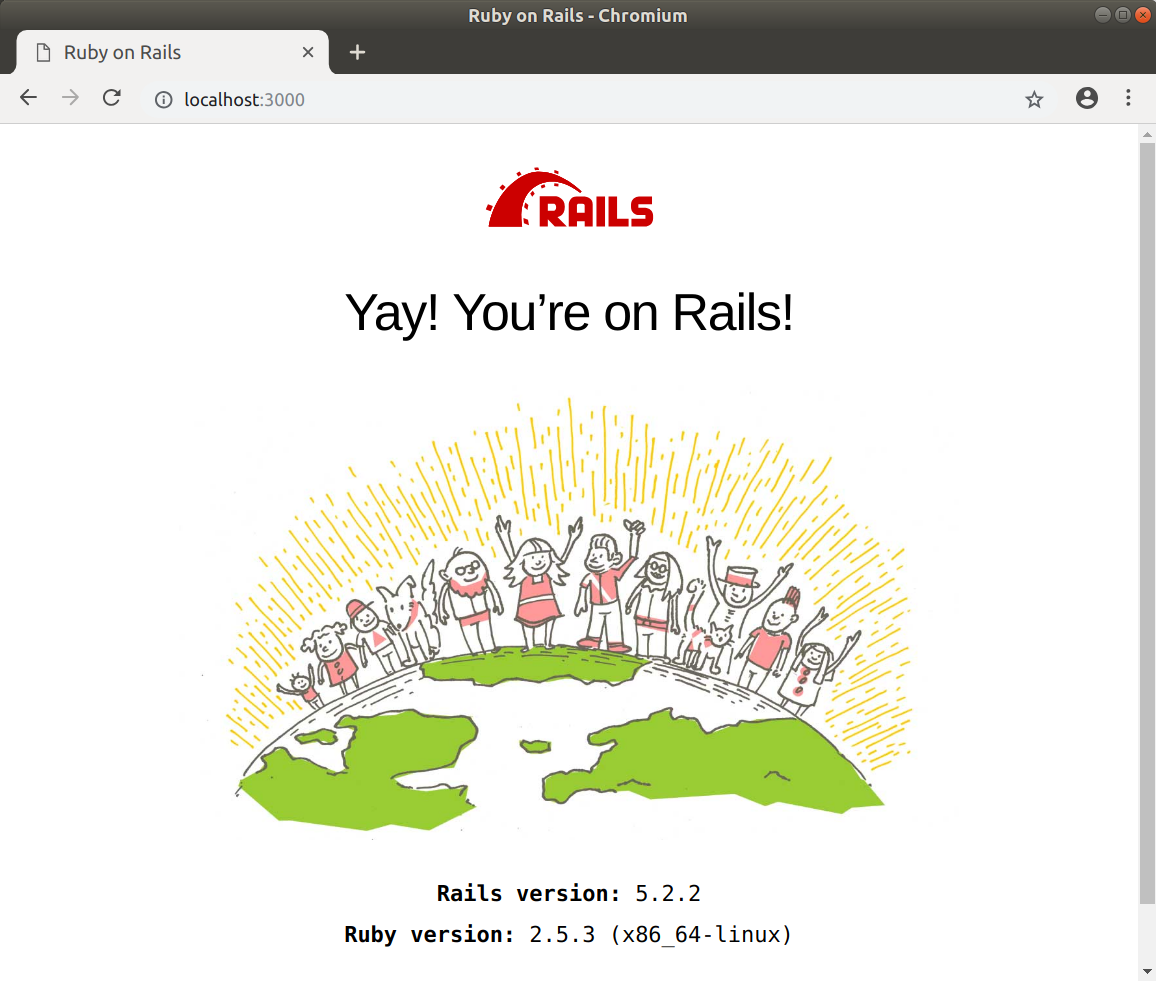 Ruby on Rails - Chromium
Ruby on Rails
localhost:3000
RAILS
Yay! You’re on Rails!
Rails version: 5.2.2
Ruby version: 2.5.3 (x86_64-linux)